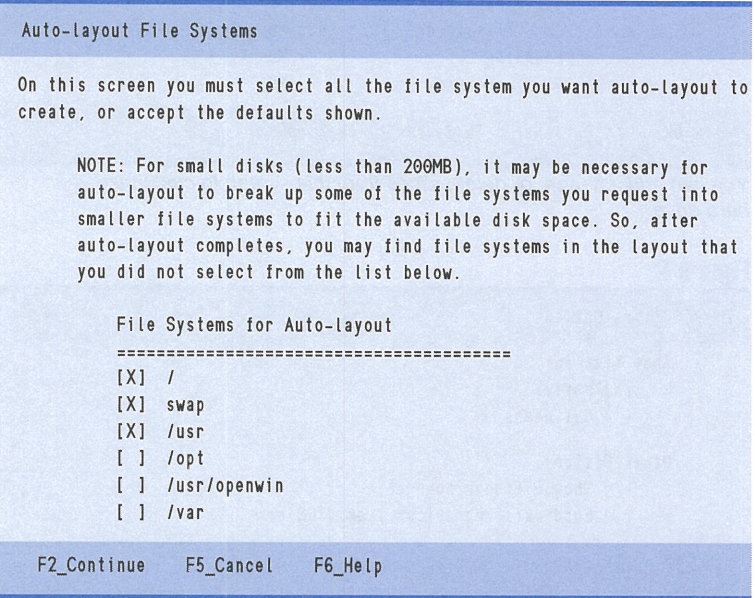 Auto-layout File Systems
On this screen you must select all the file system you want auto-layout to
create, or accept the defaults shown.
NOTE: For small disks (less than 200MB), it may be necessary for
auto-layout to break up some of the file systems you request into
smaller file systems to fit the available disk space. So, after
auto-layout completes, you may find file systems in the layout that
you did not select from the list below.
File Systems for Auto-layout
========================================
[X] /
[X] swap
[X] /usr
[ ] /opt
[ ] /usr/openwin
[ ] /var
F2_Continue F5_Cancel F6_Help